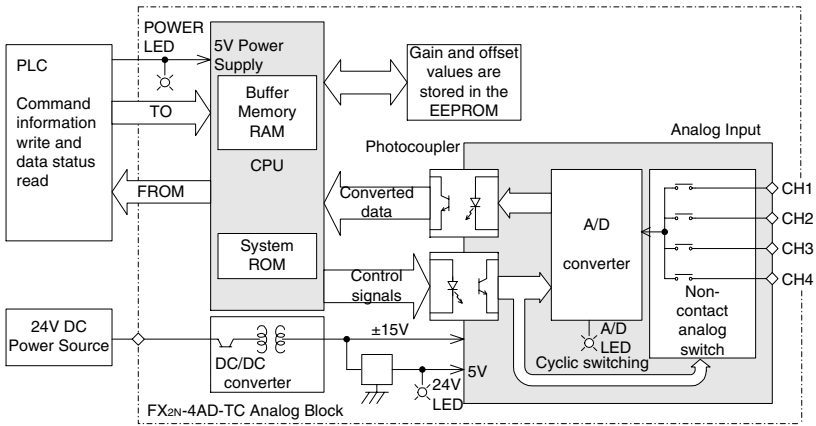 POWER
LED
PLC
Command
information
write and
data status
read
TO
FROM
5V Power
Supply
Buffer
Memory
RAM
CPU
System
ROM
Gain and offset
values are
stored in the
EEPROM
Photocoupler
Analog Input
Converted
data
Control
signals
A/D
converter
A/D
LED
Cyclic switching
Non-
contact
analog
switch
CH1
CH2
CH3
CH4
24V DC
Power Source
DC/DC
converter
±15V
5V
24V
LED
FX2N-4AD-TC Analog Block